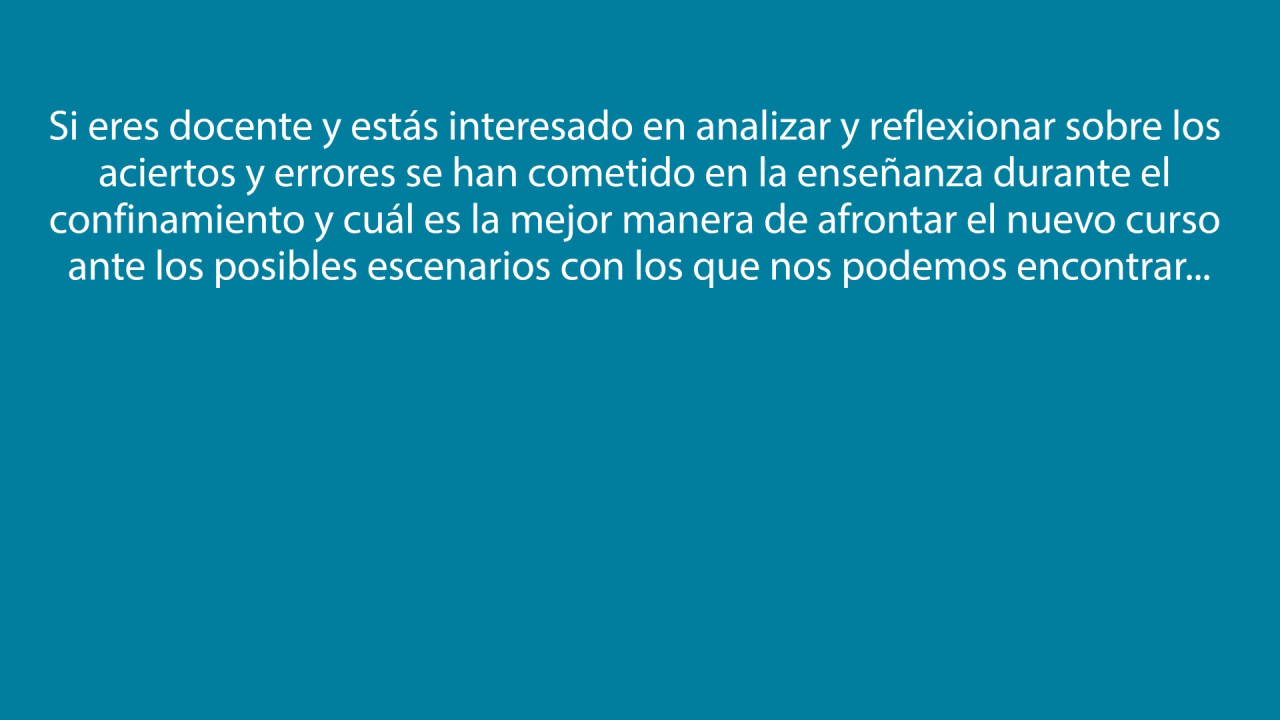 Si eres docente y estás interesado en analizar y reflexionar sobre los
aciertos y errores se han cometido en la enseñanza durante el
confinamiento y cuál es la mejor manera de afrontar el nuevo curso
ante los posibles escenarios con los que nos podemos encontrar...